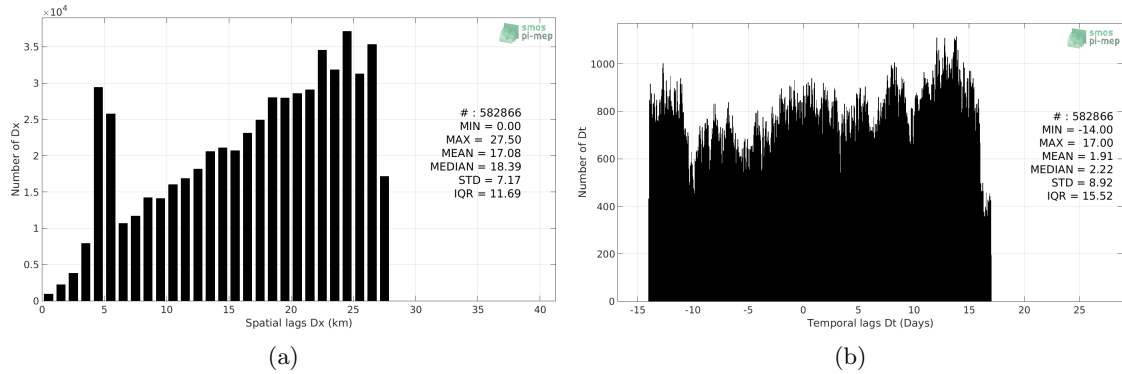 ×10⁴
smos
pi-mep
3.5
3
2.5
2
1.5
1
0.5
0
Number of Dx
# : 582866
MIN = 0.00
MAX = 27.50
MEAN = 17.08
MEDIAN = 18.39
STD = 7.17
IQR = 11.69
0 5 10 15 20 25 30 35 40
Spatial lags Dx (km)
(a)
smos
pi-mep
1000
800
600
400
200
0
Number of Dt
# : 582866
MIN = -14.00
MAX = 17.00
MEAN = 1.91
MEDIAN = 2.22
STD = 8.92
IQR = 15.52
-15 -10 -5 0 5 10 15 20 25
Temporal lags Dt (Days)
(b)